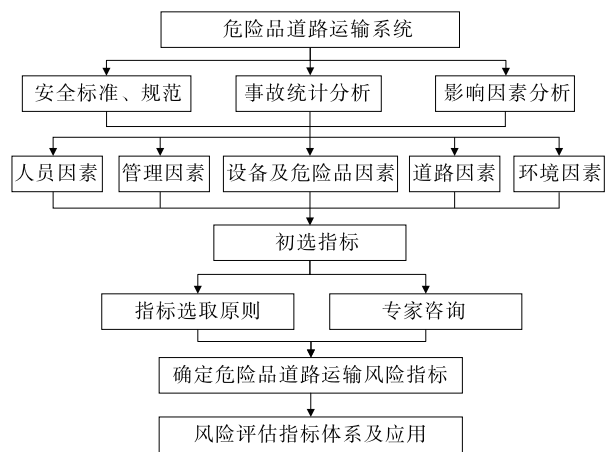 危险品道路运输系统
安全标准、规范
事故统计分析
影响因素分析
人员因素
管理因素
设备及危险品因素
道路因素
环境因素
初选指标
指标选取原则
专家咨询
确定危险品道路运输风险指标
风险评估指标体系及应用